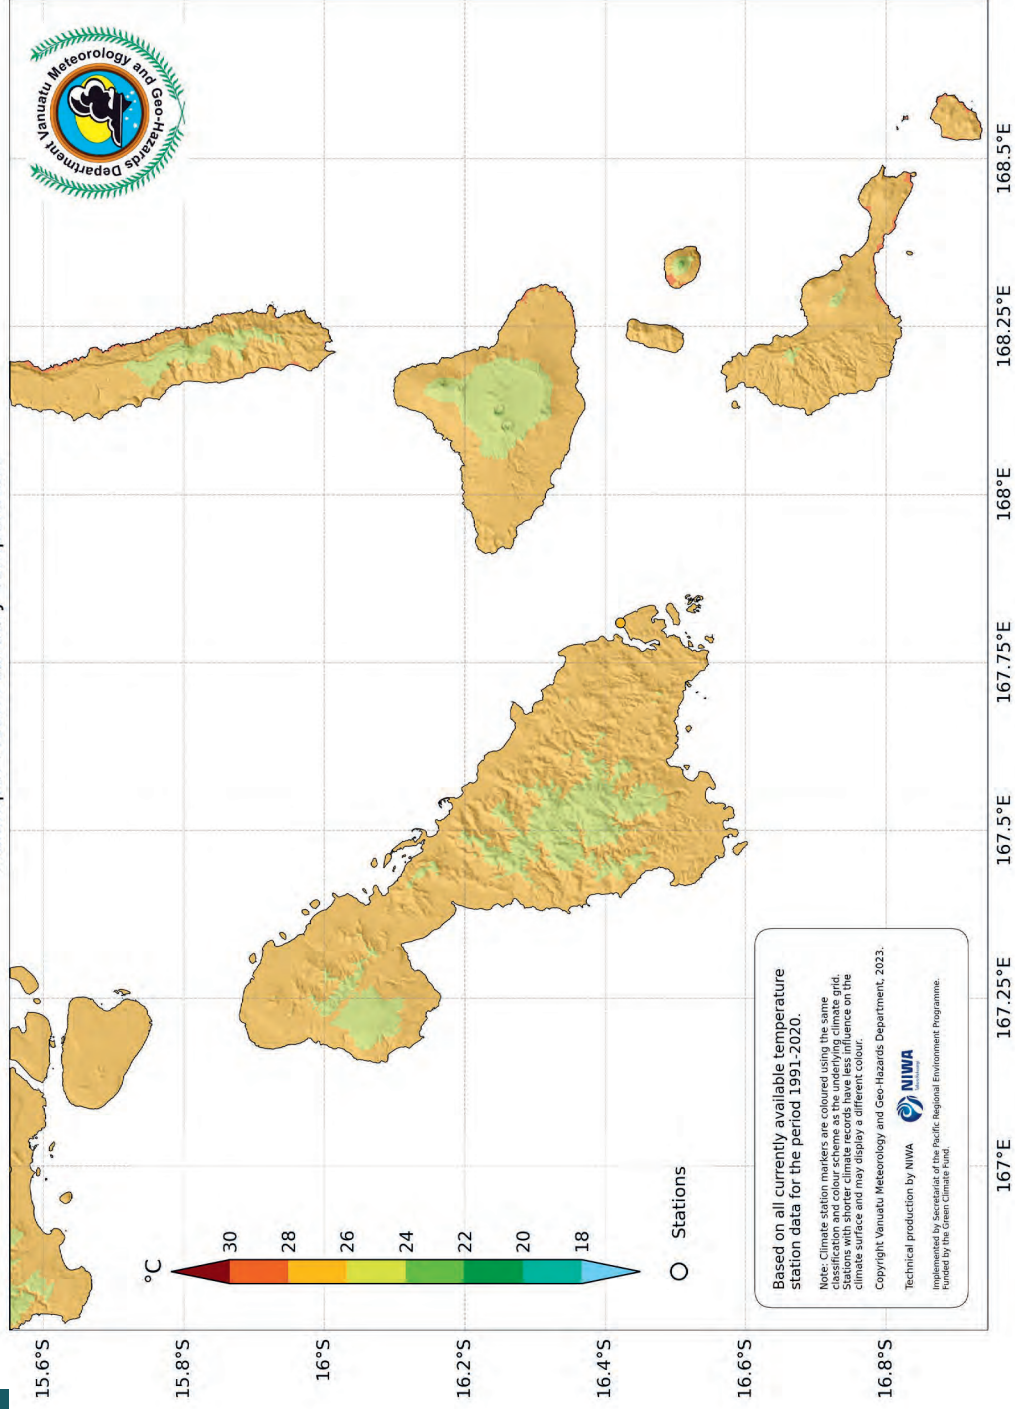 Vanuatu Meteorology and Geo-Hazards Department
15.6°S
15.8°S
16°S
16.2°S
16.4°S
16.6°S
16.8°S
167°E
167.25°E
167.5°E
167.75°E
168°E
168.25°E
168.5°E
°C
30
28
26
24
22
20
18
Stations
Based on all currently available temperature
station data for the period 1991-2020.
Note: Climate station markers are coloured using the same
classification and colour scheme as the underlying climate grid.
Stations with shorter climate records have less influence on the
climate surface and may display a different colour.
Copyright Vanuatu Meteorology and Geo-Hazards Department, 2023.
Technical production by NIWA
NIWA
Implemented by Secretariat of the Pacific Regional Environment Programme.
Funded by the Green Climate Fund.